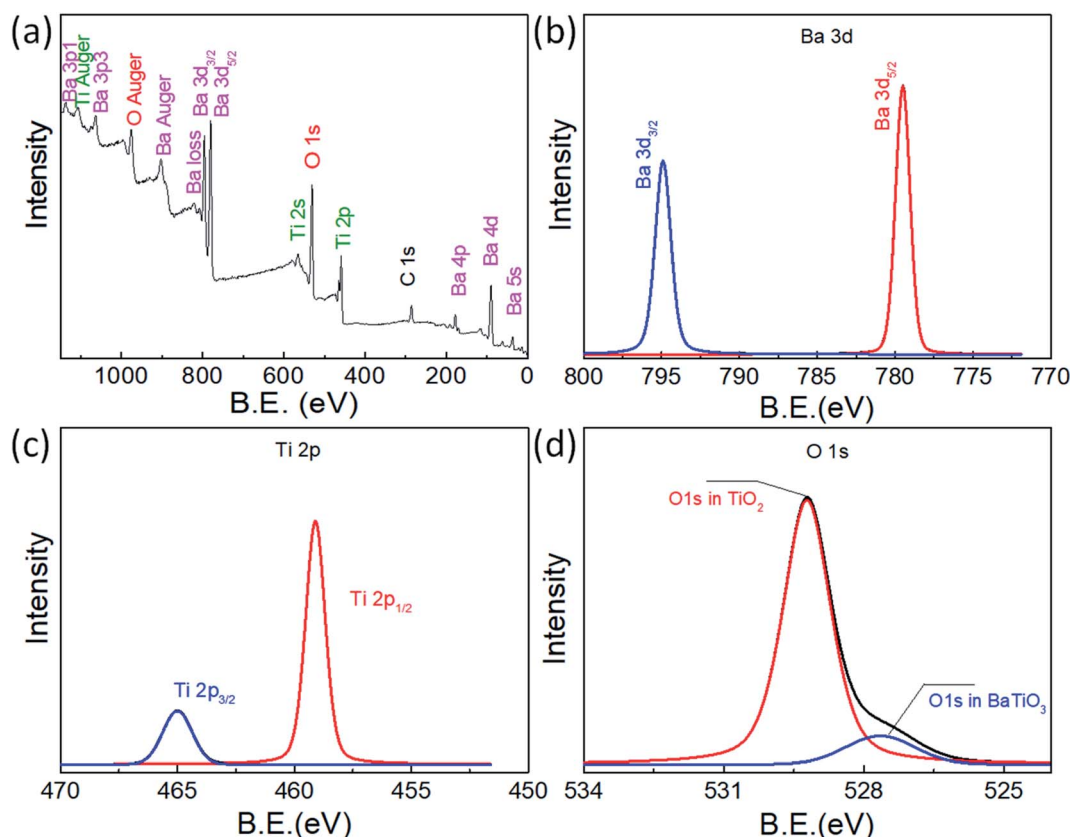 (a)
Ba 3p1
Ti Auger
Ba 3p3
O Auger
Ba Auger
Ba loss
Ba 3d3/2
Ba 3d5/2
Ti 2s
O 1s
Ti 2p
C 1s
Ba 4p
Ba 4d
Ba 5s
Intensity
1000 800 600 400 200 0
B.E. (eV)
(b)
Ba 3d
Ba 3d3/2
Ba 3d5/2
Intensity
800 795 790 785 780 775 770
B.E.(eV)
(c)
Ti 2p
Ti 2p1/2
Ti 2p3/2
Intensity
470 465 460 455 450
B.E.(eV)
(d)
O 1s
O1s in TiO2
O1s in BaTiO3
Intensity
534 531 528 525
B.E.(eV)